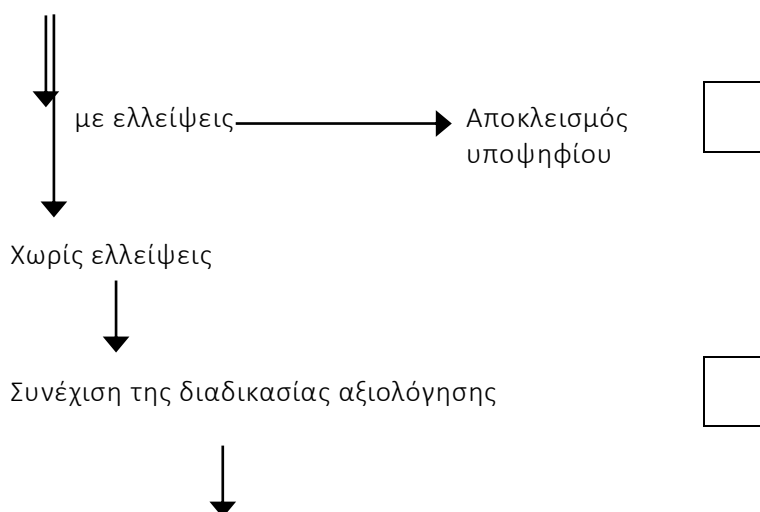 με ελλείψεις
Αποκλεισμός
υποψηφίου
Χωρίς ελλείψεις
Συνέχιση της διαδικασίας αξιολόγησης